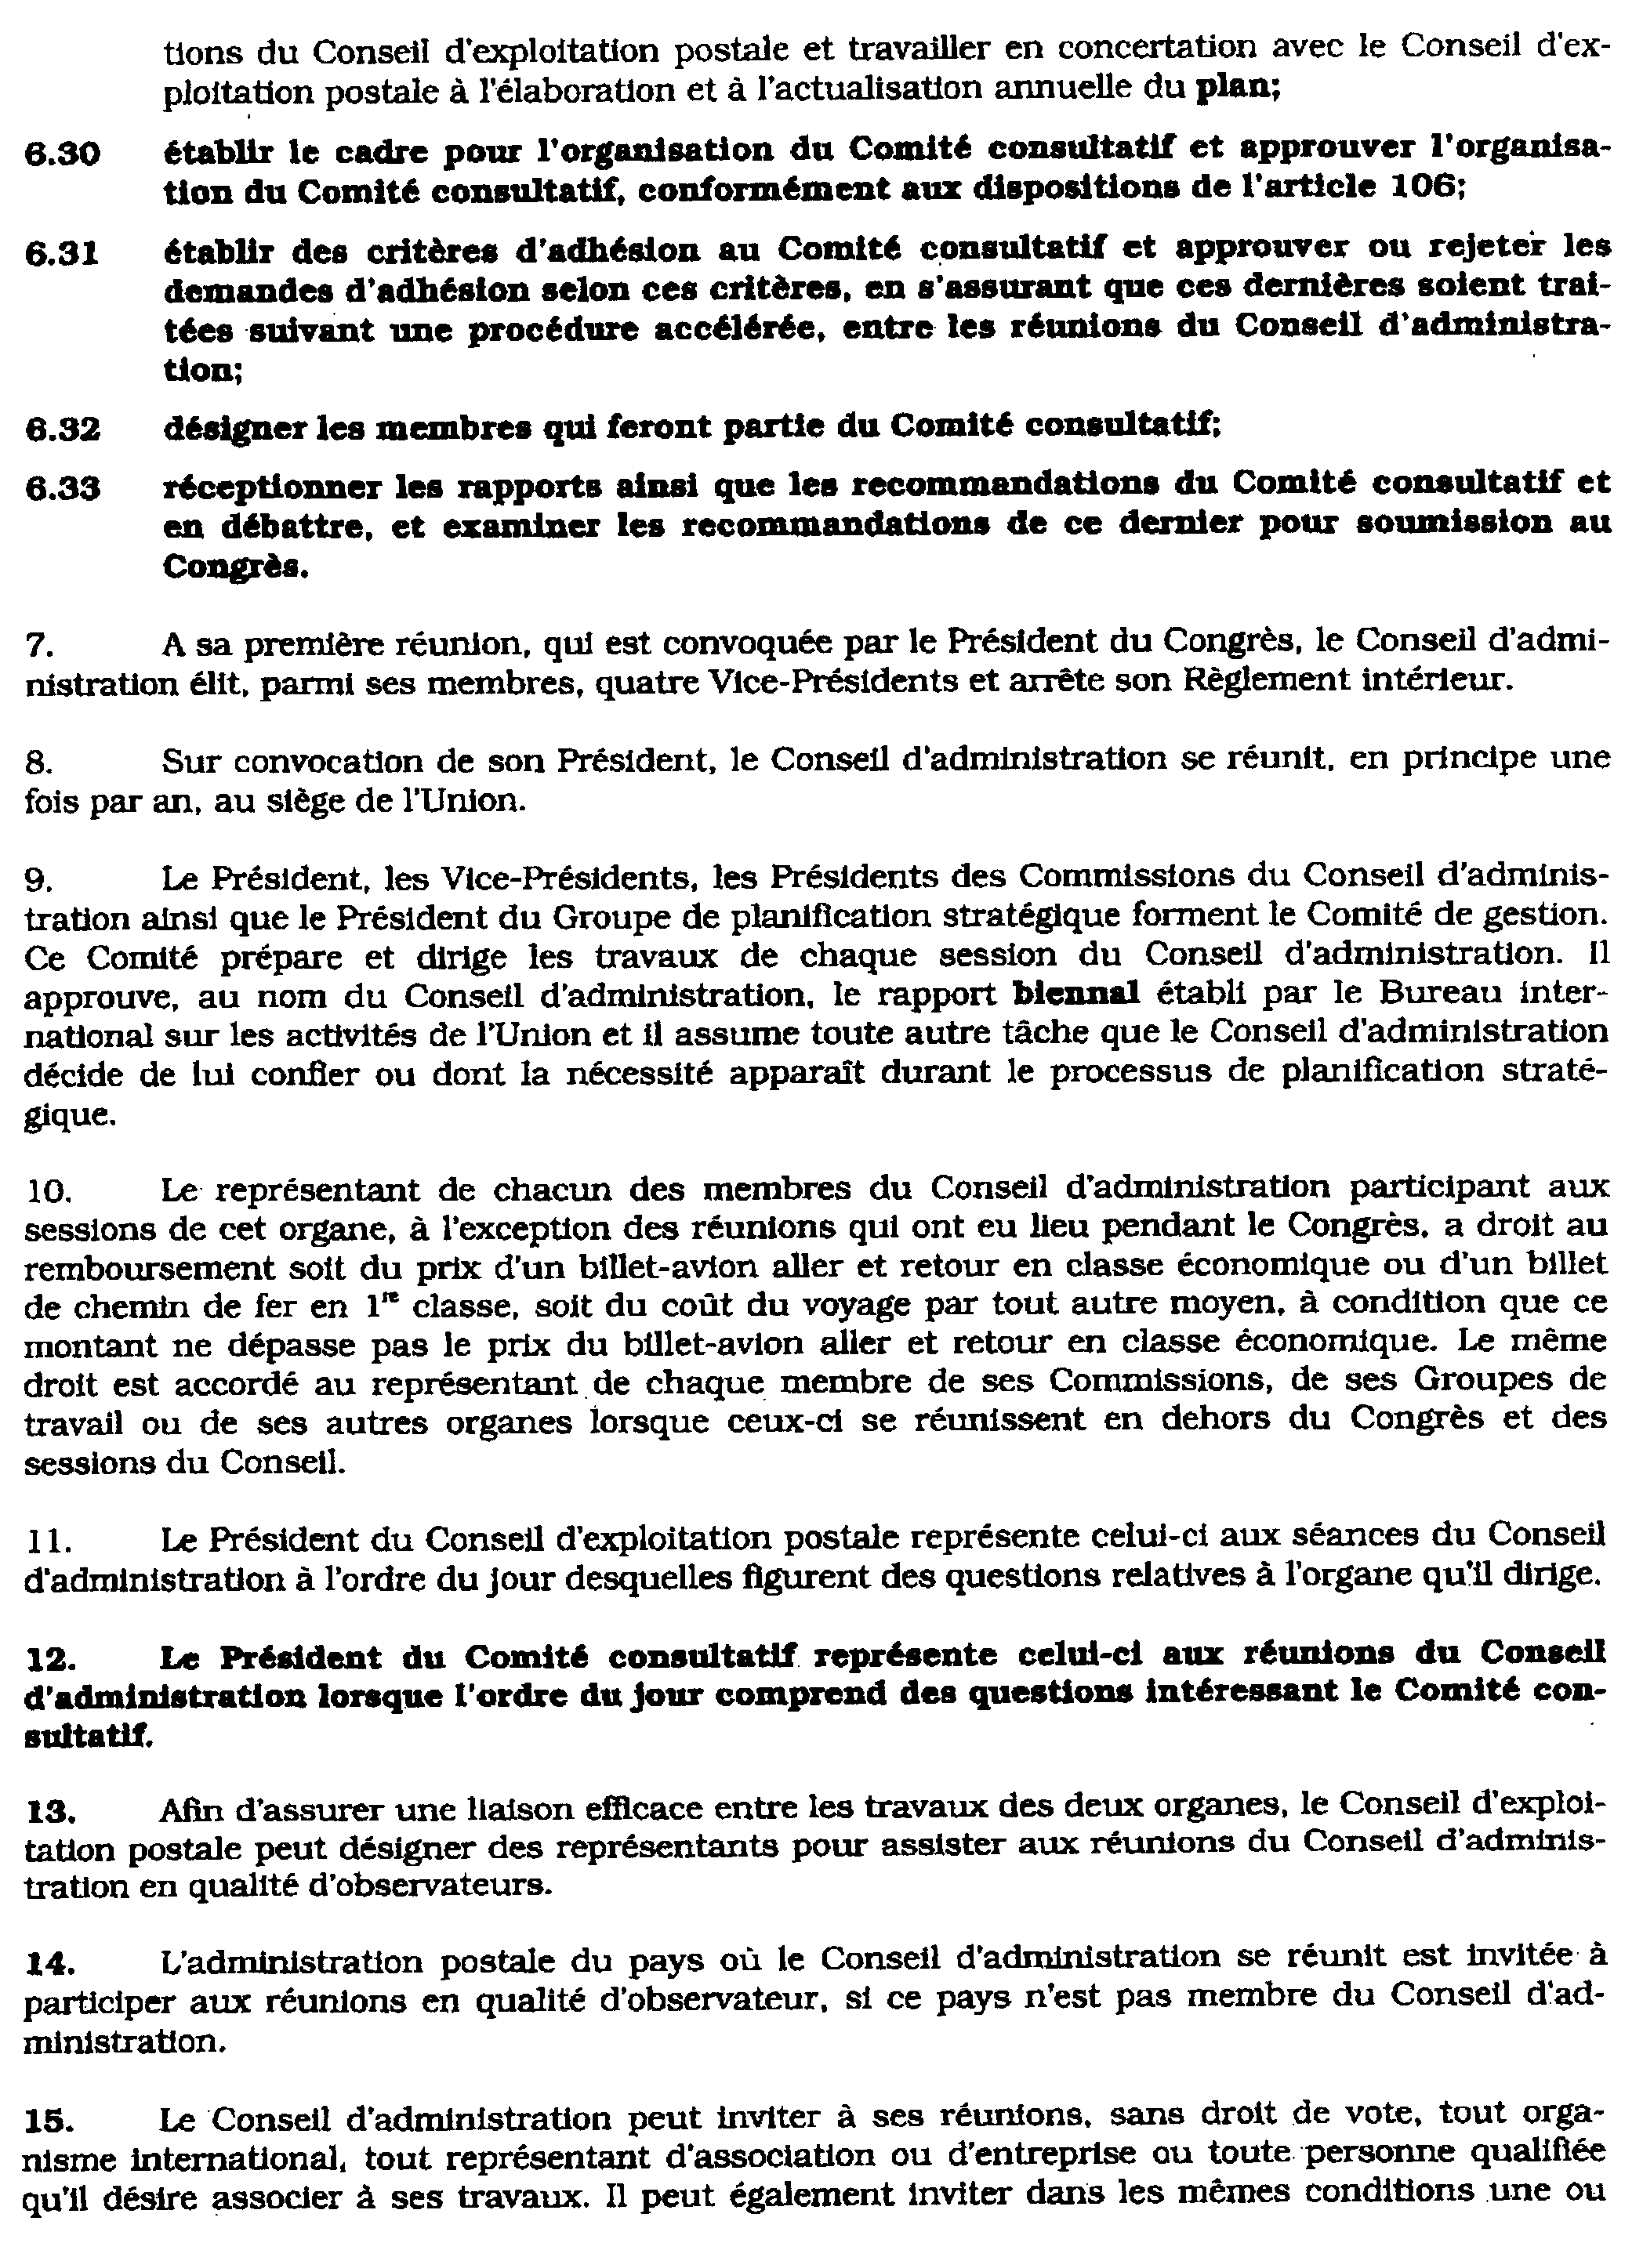 tions du Conseil d'exploitation postale et travailler en concertation avec le Conseil d'ex-
ploitation postale à l'élaboration et à l'actualisation annuelle du plan;
6.30 établir le cadre pour l'organisation du Comité consultatif et approuver l'organisa-
tion du Comité consultatif, conformément aux dispositions de l'article 106;
6.31 établir des critères d'adhésion au Comité consultatif et approuver ou rejeter les
demandes d'adhésion selon ces critères, en s'assurant que ces dernières soient trai-
tées suivant une procédure accélérée, entre les réunions du Conseil d'administra-
tion;
6.32 désigner les membres qui feront partie du Comité consultatif;
6.33 réceptionner les rapports ainsi que les recommandations du Comité consultatif et
en débattre, et examiner les recommandations de ce dernier pour soumission au
Congrès.
7. A sa première réunion, qui est convoquée par le Président du Congrès, le Conseil d'admi-
nistration élit, parmi ses membres, quatre Vice-Présidents et arrête son Règlement intérieur.
8. Sur convocation de son Président, le Conseil d'administration se réunit, en principe une
fois par an, au siège de l'Union.
9. Le Président, les Vice-Présidents, les Présidents des Commissions du Conseil d'adminis-
tration ainsi que le Président du Groupe de planification stratégique forment le Comité de gestion.
Ce Comité prépare et dirige les travaux de chaque session du Conseil d'administration. Il
approuve, au nom du Conseil d'administration, le rapport biennal établi par le Bureau inter-
national sur les activités de l'Union et il assume toute autre tâche que le Conseil d'administration
décide de lui confier ou dont la nécessité apparaît durant le processus de planification straté-
gique.
10. Le représentant de chacun des membres du Conseil d'administration participant aux
sessions de cet organe, à l'exception des réunions qui ont eu lieu pendant le Congrès, a droit au
remboursement soit du prix d'un billet-avion aller et retour en classe économique ou d'un billet
de chemin de fer en 1re classe, soit du coût du voyage par tout autre moyen, à condition que ce
montant ne dépasse pas le prix du billet-avion aller et retour en classe économique. Le même
droit est accordé au représentant de chaque membre de ses Commissions, de ses Groupes de
travail ou de ses autres organes lorsque ceux-ci se réunissent en dehors du Congrès et des
sessions du Conseil.
11. Le Président du Conseil d'exploitation postale représente celui-ci aux séances du Conseil
d'administration à l'ordre du jour desquelles figurent des questions relatives à l'organe qu'il dirige.
12. Le Président du Comité consultatif représente celui-ci aux réunions du Conseil
d'administration lorsque l'ordre du jour comprend des questions intéressant le Comité con-
sultatif.
13. Afin d'assurer une liaison efficace entre les travaux des deux organes, le Conseil d'exploi-
tation postale peut désigner des représentants pour assister aux réunions du Conseil d'adminis-
tration en qualité d'observateurs.
14. L'administration postale du pays où le Conseil d'administration se réunit est invitée à
participer aux réunions en qualité d'observateur, si ce pays n'est pas membre du Conseil d'ad-
ministration.
15. Le Conseil d'administration peut inviter à ses réunions, sans droit de vote, tout orga-
nisme international, tout représentant d'association ou d'entreprise ou toute personne qualifiée
qu'il désire associer à ses travaux. Il peut également inviter dans les mêmes conditions une ou